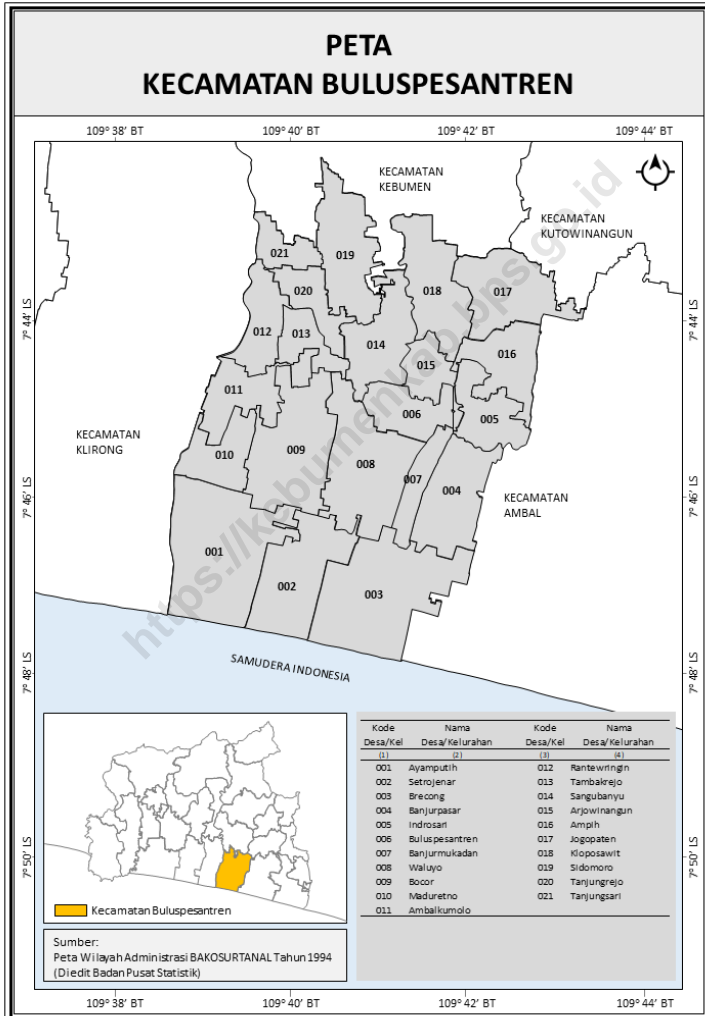 PETA
KECAMATAN BULUSPESANTREN
109° 38’ BT
109° 40’ BT
109° 42’ BT
109° 44’ BT
KECAMATAN
KEBUMEN
KECAMATAN
KUTOWINANGUN
021
019
018
017
020
7° 44’ LS
7° 44’ LS
012
013
014
016
015
011
006
005
KECAMATAN
KLIRONG
010
009
008
007
004
7° 46’ LS
7° 46’ LS
KECAMATAN
AMBAL
001
002
003
https://kebumenkab.bps.go.id
SAMUDERA INDONESIA
7° 48’ LS
7° 48’ LS
Kode Nama Kode Nama
Desa/Kel Desa/Kelurahan Desa/Kel Desa/Kelurahan
(1) (2) (3) (4)
001 Ayamputih 012 Rantewringin
002 Setrojenar 013 Tambakrejo
003 Brecong 014 Sangubanyu
004 Banjurpasar 015 Arjowinangun
005 Indrosari 016 Ampih
006 Buluspesantren 017 Jogopaten
007 Banjurmukadan 018 Kloposawit
008 Waluyo 019 Sidomoro
009 Bocor 020 Tanjungrejo
010 Maduretno 021 Tanjungsari
011 Ambalkumolo
7° 50’ LS
7° 50’ LS
Kecamatan Buluspesantren
Sumber:
Peta Wilayah Administrasi BAKOSURTANAL Tahun 1994
(Diedit Badan Pusat Statistik)
109° 38’ BT
109° 40’ BT
109° 42’ BT
109° 44’ BT